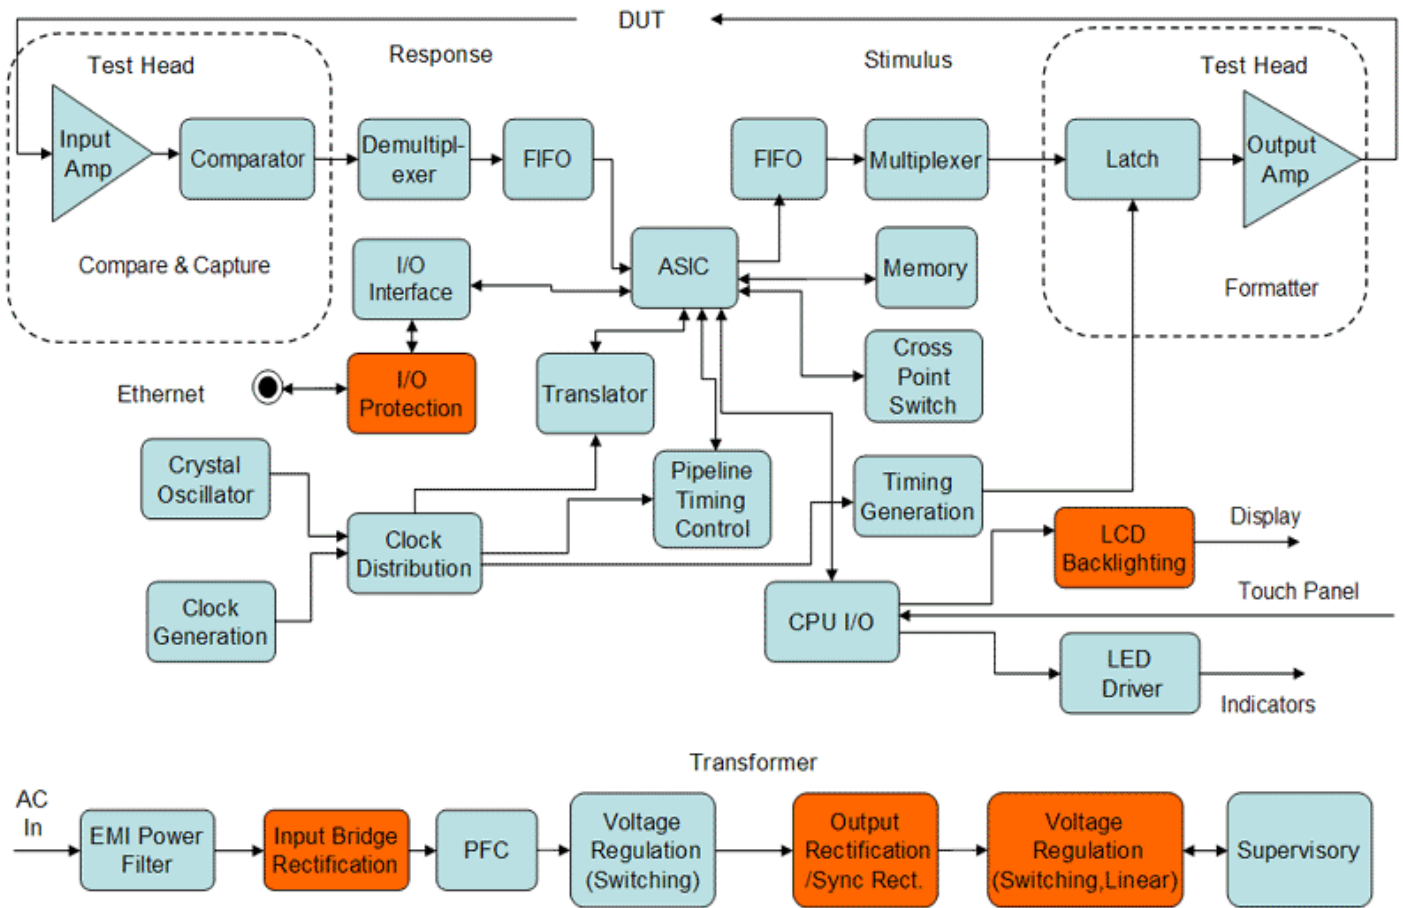 DUT
Response
Stimulus
Test Head
Test Head
Input
Amp
Comparator
Demultipl-
exer
FIFO
FIFO
Multiplexer
Latch
Output
Amp
Compare & Capture
I/O
Interface
ASIC
Memory
Formatter
Ethernet
I/O
Protection
Translator
Cross
Point
Switch
Crystal
Oscillator
Pipeline
Timing
Control
Timing
Generation
Clock
Distribution
LCD
Backlighting
Display
Touch Panel
Clock
Generation
CPU I/O
LED
Driver
Indicators
Transformer
AC
In
EMI Power
Filter
Input Bridge
Rectification
PFC
Voltage
Regulation
(Switching)
Output
Rectification
/Sync Rect.
Voltage
Regulation
(Switching,Linear)
Supervisory